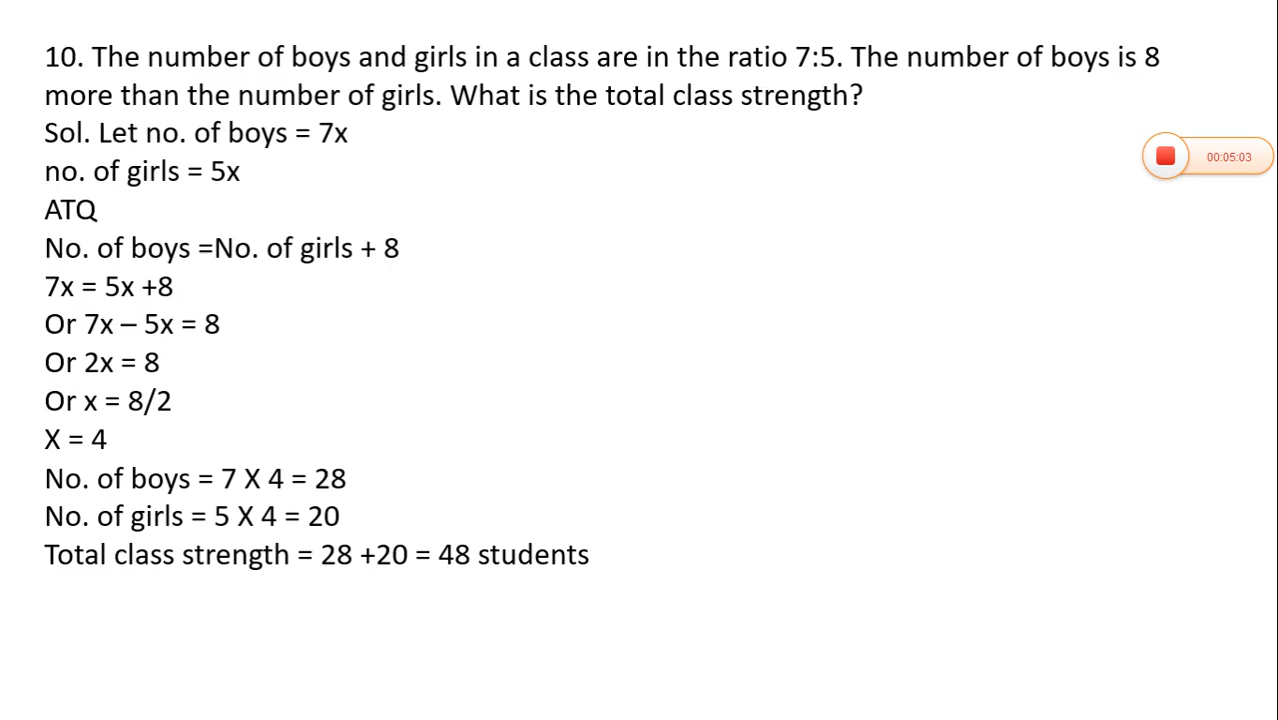 10. The number of boys and girls in a class are in the ratio 7:5. The number of boys is 8
more than the number of girls. What is the total class strength?
Sol. Let no. of boys = 7x
no. of girls = 5x
ATQ
No. of boys =No. of girls + 8
7x = 5x +8
Or 7x – 5x = 8
Or 2x = 8
Or x = 8/2
X = 4
No. of boys = 7 X 4 = 28
No. of girls = 5 X 4 = 20
Total class strength = 28 +20 = 48 students
00:05:03